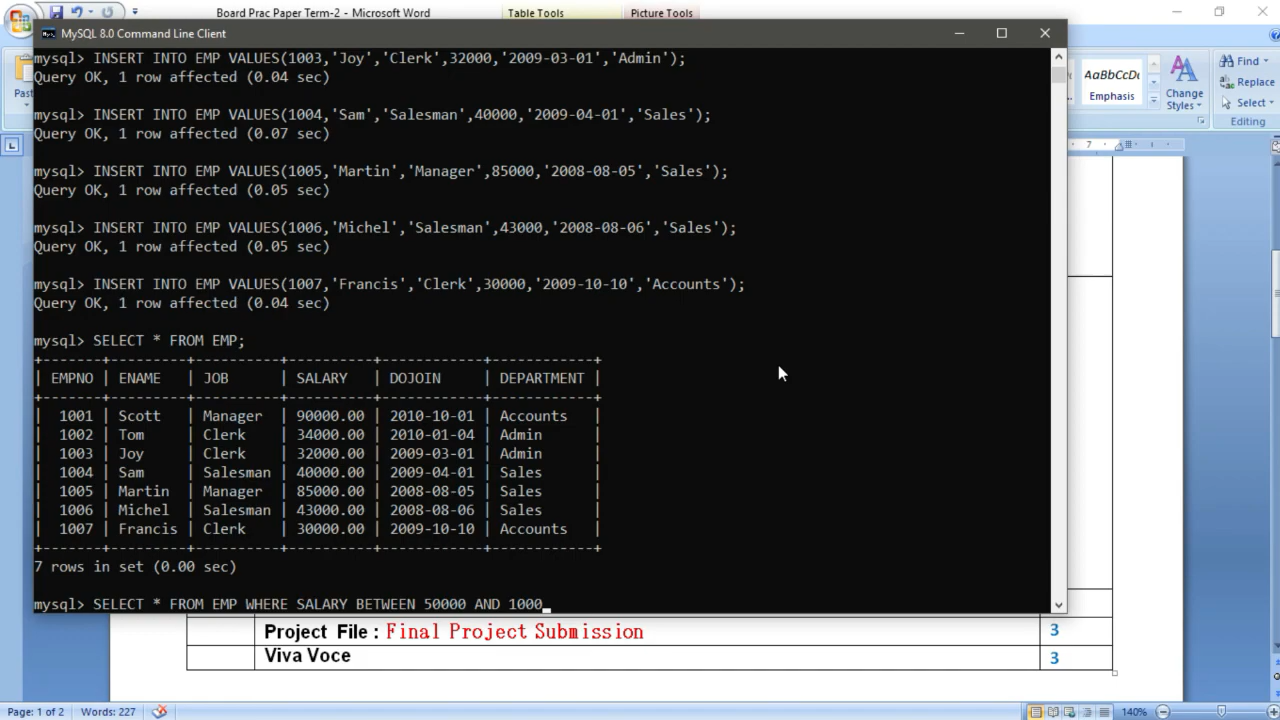 Board Prac Paper Term-2 - Microsoft Word
Table Tools
Picture Tools
MySQL 8.0 Command Line Client
mysql> INSERT INTO EMP VALUES(1003,'Joy','Clerk',32000,'2009-03-01','Admin');
Query OK, 1 row affected (0.04 sec)
mysql> INSERT INTO EMP VALUES(1004,'Sam','Salesman',40000,'2009-04-01','Sales');
Query OK, 1 row affected (0.07 sec)
mysql> INSERT INTO EMP VALUES(1005,'Martin','Manager',85000,'2008-08-05','Sales');
Query OK, 1 row affected (0.05 sec)
mysql> INSERT INTO EMP VALUES(1006,'Michel','Salesman',43000,'2008-08-06','Sales');
Query OK, 1 row affected (0.05 sec)
mysql> INSERT INTO EMP VALUES(1007,'Francis','Clerk',30000,'2009-10-10','Accounts');
Query OK, 1 row affected (0.04 sec)
mysql> SELECT * FROM EMP;
+-------+---------+----------+----------+------------+------------+
| EMPNO | ENAME | JOB | SALARY | DOJOIN | DEPARTMENT |
+-------+---------+----------+----------+------------+------------+
| 1001 | Scott | Manager | 90000.00 | 2010-10-01 | Accounts |
| 1002 | Tom | Clerk | 34000.00 | 2010-01-04 | Admin |
| 1003 | Joy | Clerk | 32000.00 | 2009-03-01 | Admin |
| 1004 | Sam | Salesman | 40000.00 | 2009-04-01 | Sales |
| 1005 | Martin | Manager | 85000.00 | 2008-08-05 | Sales |
| 1006 | Michel | Salesman | 43000.00 | 2008-08-06 | Sales |
| 1007 | Francis | Clerk | 30000.00 | 2009-10-10 | Accounts |
+-------+---------+----------+----------+------------+------------+
7 rows in set (0.00 sec)
mysql> SELECT * FROM EMP WHERE SALARY BETWEEN 50000 AND 1000_
Past
AaBbCcDc
Emphasis
Change
Styles
Find
Replace
Select
Editing
7
Project File : Final Project Submission
3
Viva Voce
3
Page: 1 of 2
Words: 227
140%